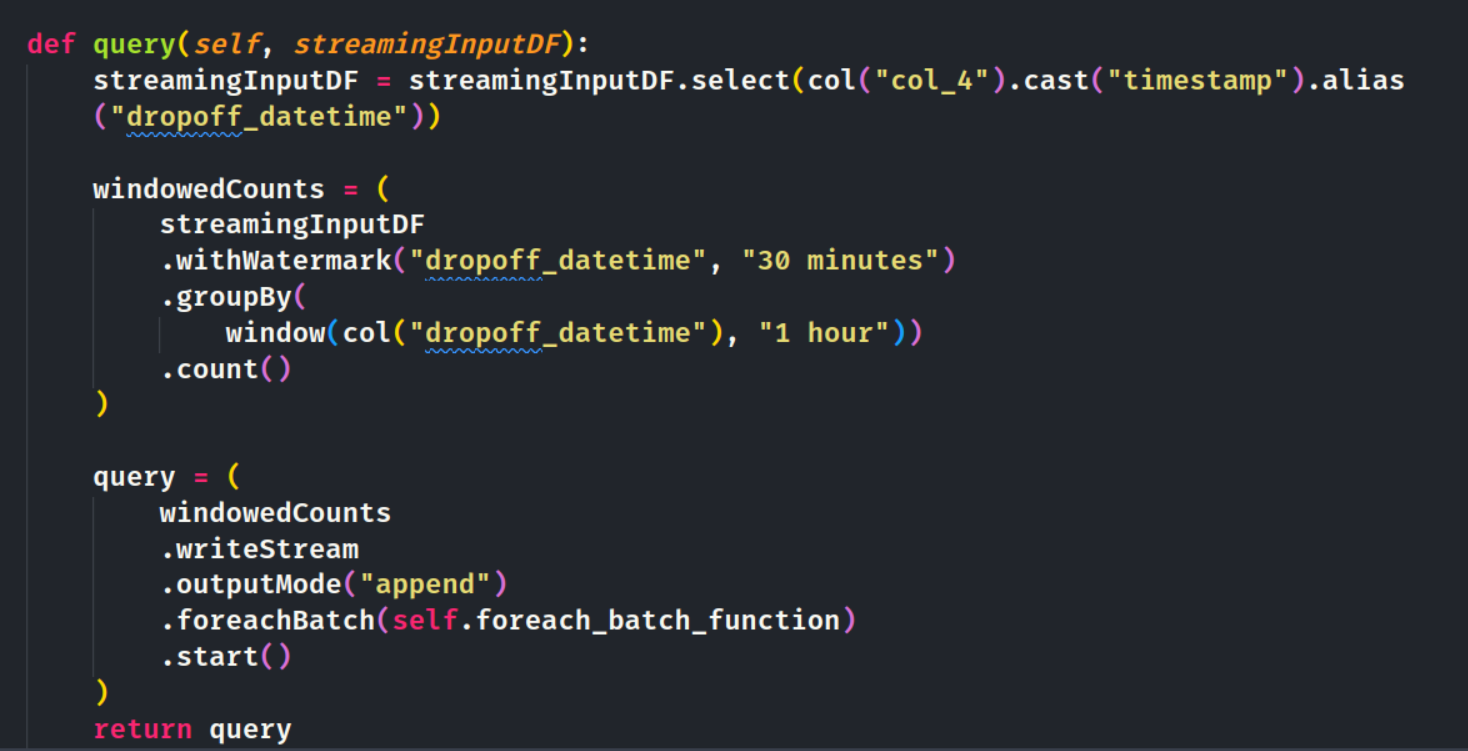 def query(self, streamingInputDF):
    streamingInputDF = streamingInputDF.select(col("col_4").cast("timestamp").alias
    ("dropoff_datetime"))

    windowedCounts = (
        streamingInputDF
        .withWatermark("dropoff_datetime", "30 minutes")
        .groupBy(
            window(col("dropoff_datetime"), "1 hour"))
        .count()
    )

    query = (
        windowedCounts
        .writeStream
        .outputMode("append")
        .foreachBatch(self.foreach_batch_function)
        .start()
    )
    return query